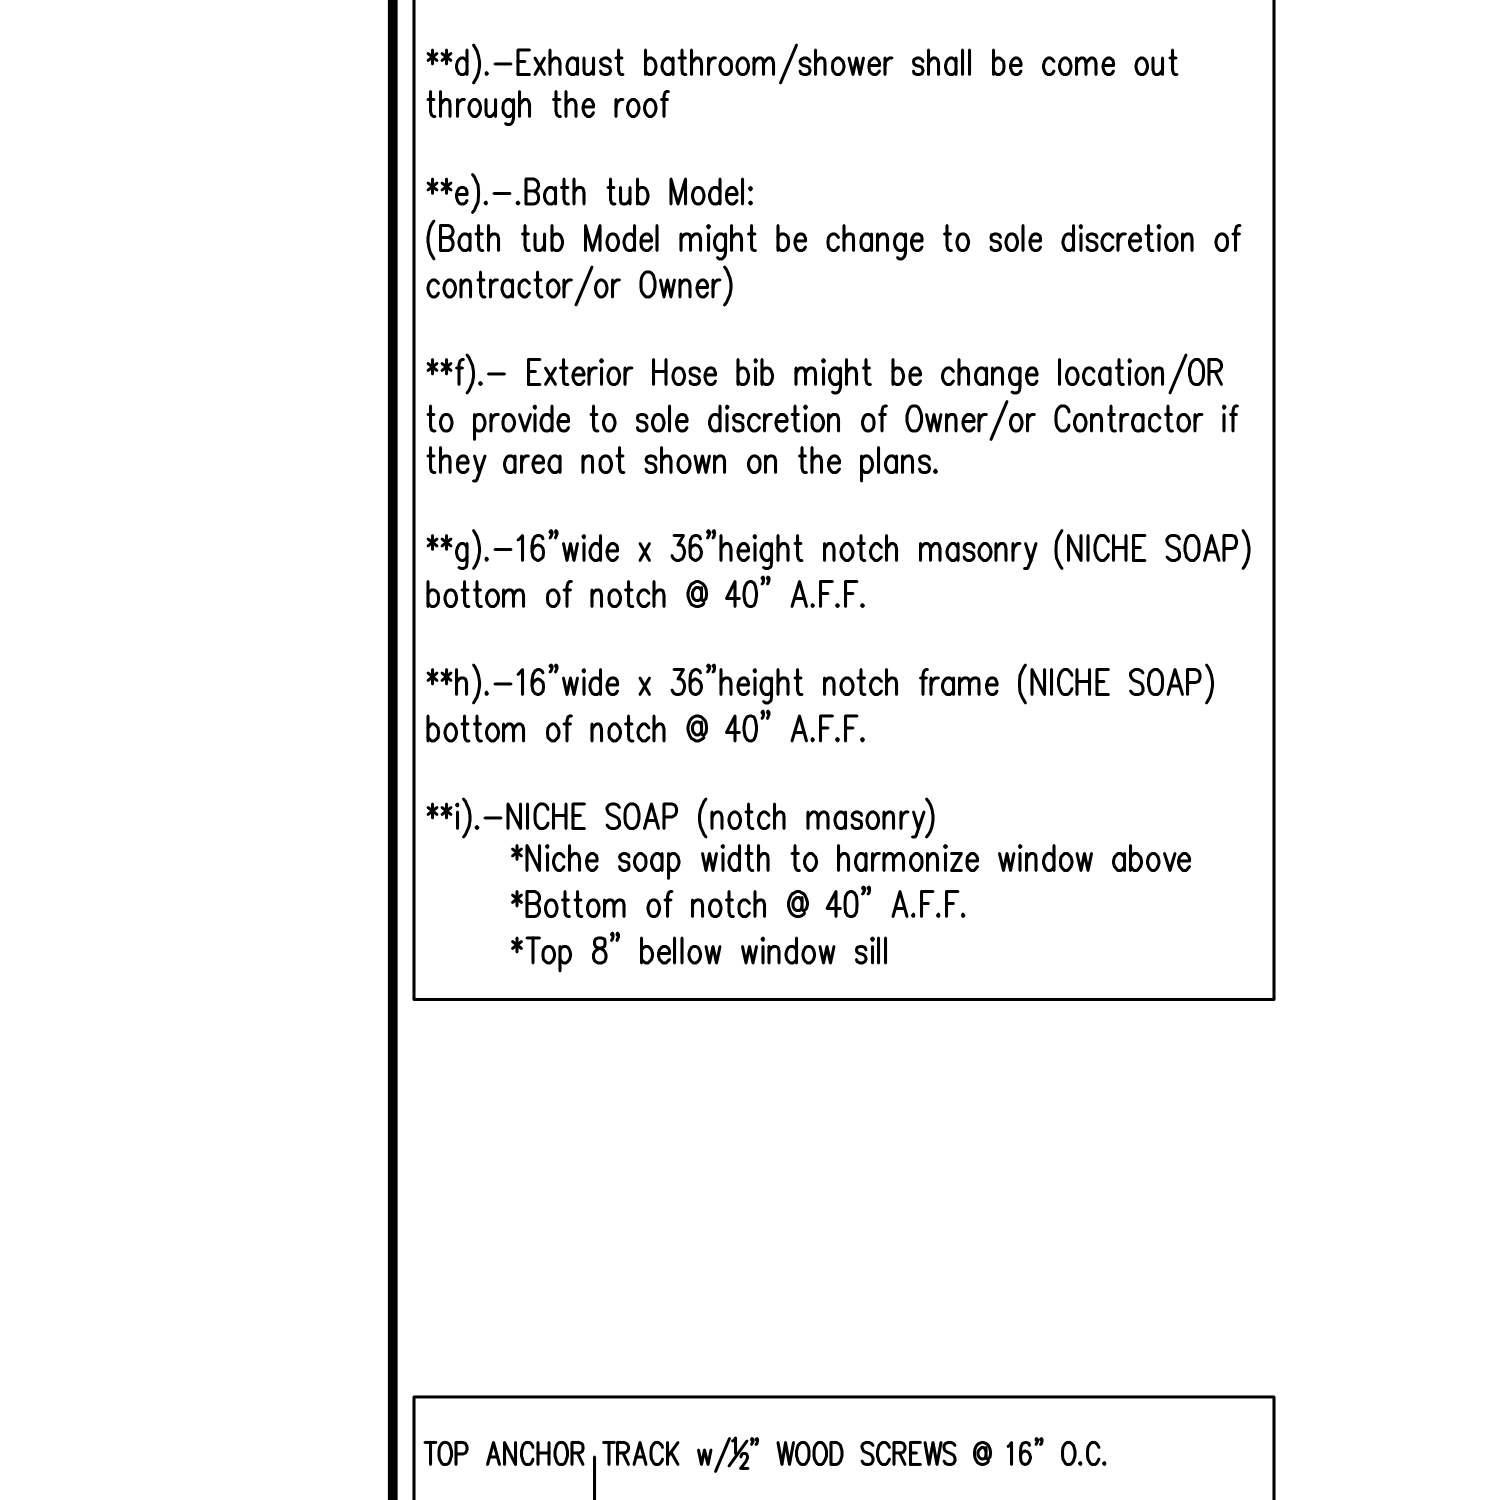 **d).-Exhaust bathroom/shower shall be come out
through the roof
**e).-.Bath tub Model:
(Bath tub Model might be change to sole discretion of
contractor/or Owner)
**f).- Exterior Hose bib might be change location/OR
to provide to sole discretion of Owner/or Contractor if
they area not shown on the plans.
**g).-16”wide x 36”height notch masonry (NICHE SOAP)
bottom of notch @ 40” A.F.F.
**h).-16”wide x 36”height notch frame (NICHE SOAP)
bottom of notch @ 40” A.F.F.
**i).-NICHE SOAP (notch masonry)
*Niche soap width to harmonize window above
*Bottom of notch @ 40” A.F.F.
*Top 8” bellow window sill
TOP ANCHOR TRACK w/½” WOOD SCREWS @ 16” O.C.